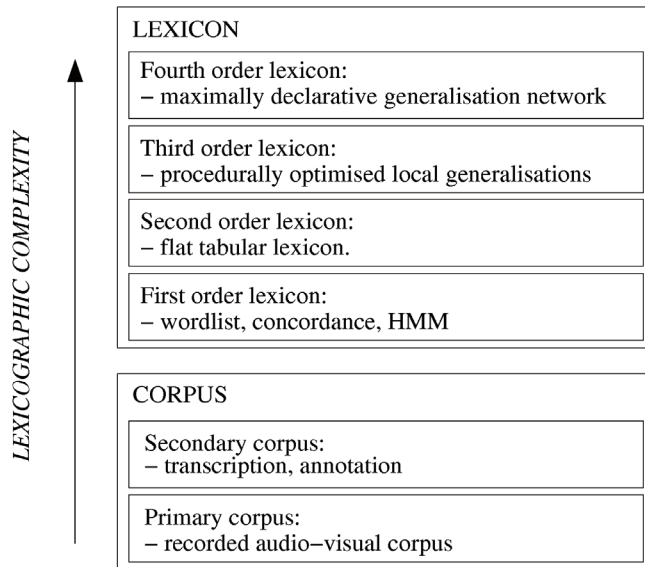 LEXICON
Fourth order lexicon:
– maximally declarative generalisation network
Third order lexicon:
– procedurally optimised local generalisations
Second order lexicon:
– flat tabular lexicon.
First order lexicon:
– wordlist, concordance, HMM
CORPUS
Secondary corpus:
– transcription, annotation
Primary corpus:
– recorded audio–visual corpus
LEXICOGRAPHIC COMPLEXITY